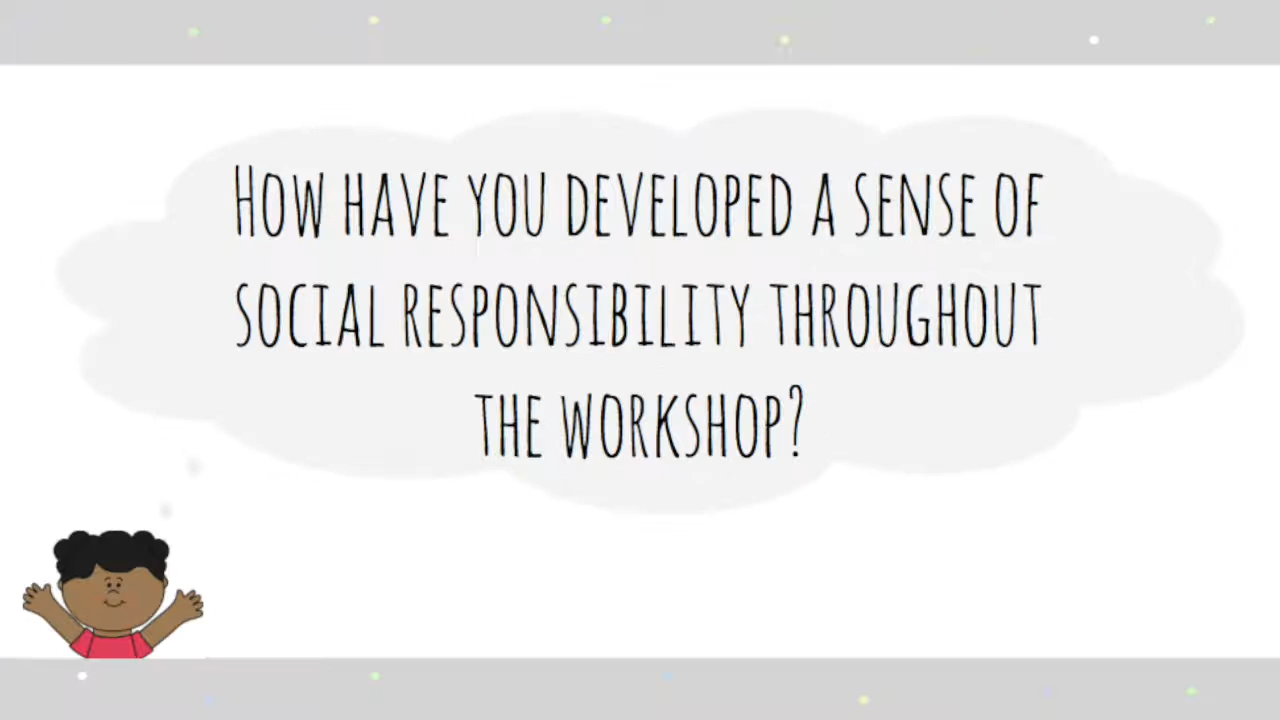 How have you developed a sense of
social responsibility throughout
the workshop?